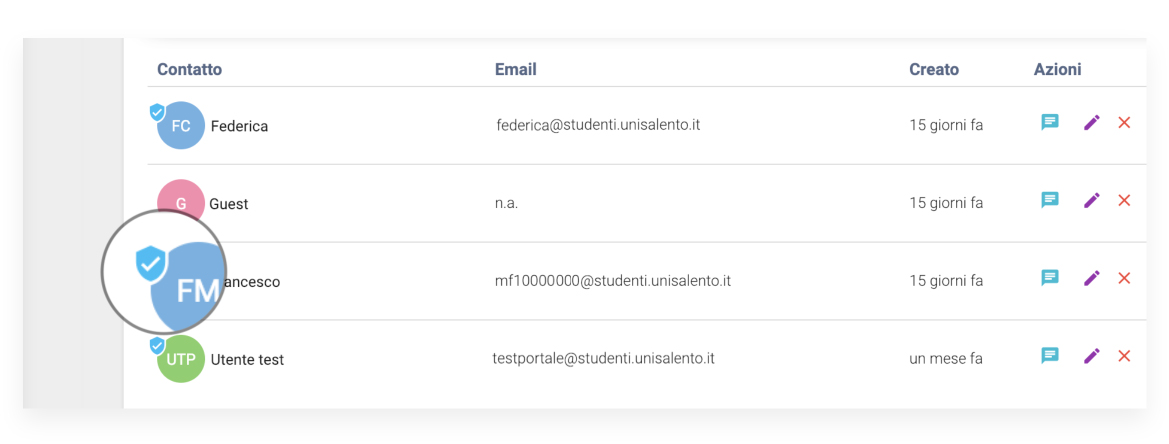 Contatto Email Creato Azioni
FC Federica federica@studenti.unisalento.it 15 giorni fa
G Guest n.a. 15 giorni fa
FM ancesco mf10000000@studenti.unisalento.it 15 giorni fa
UTP Utente test testportale@studenti.unisalento.it un mese fa